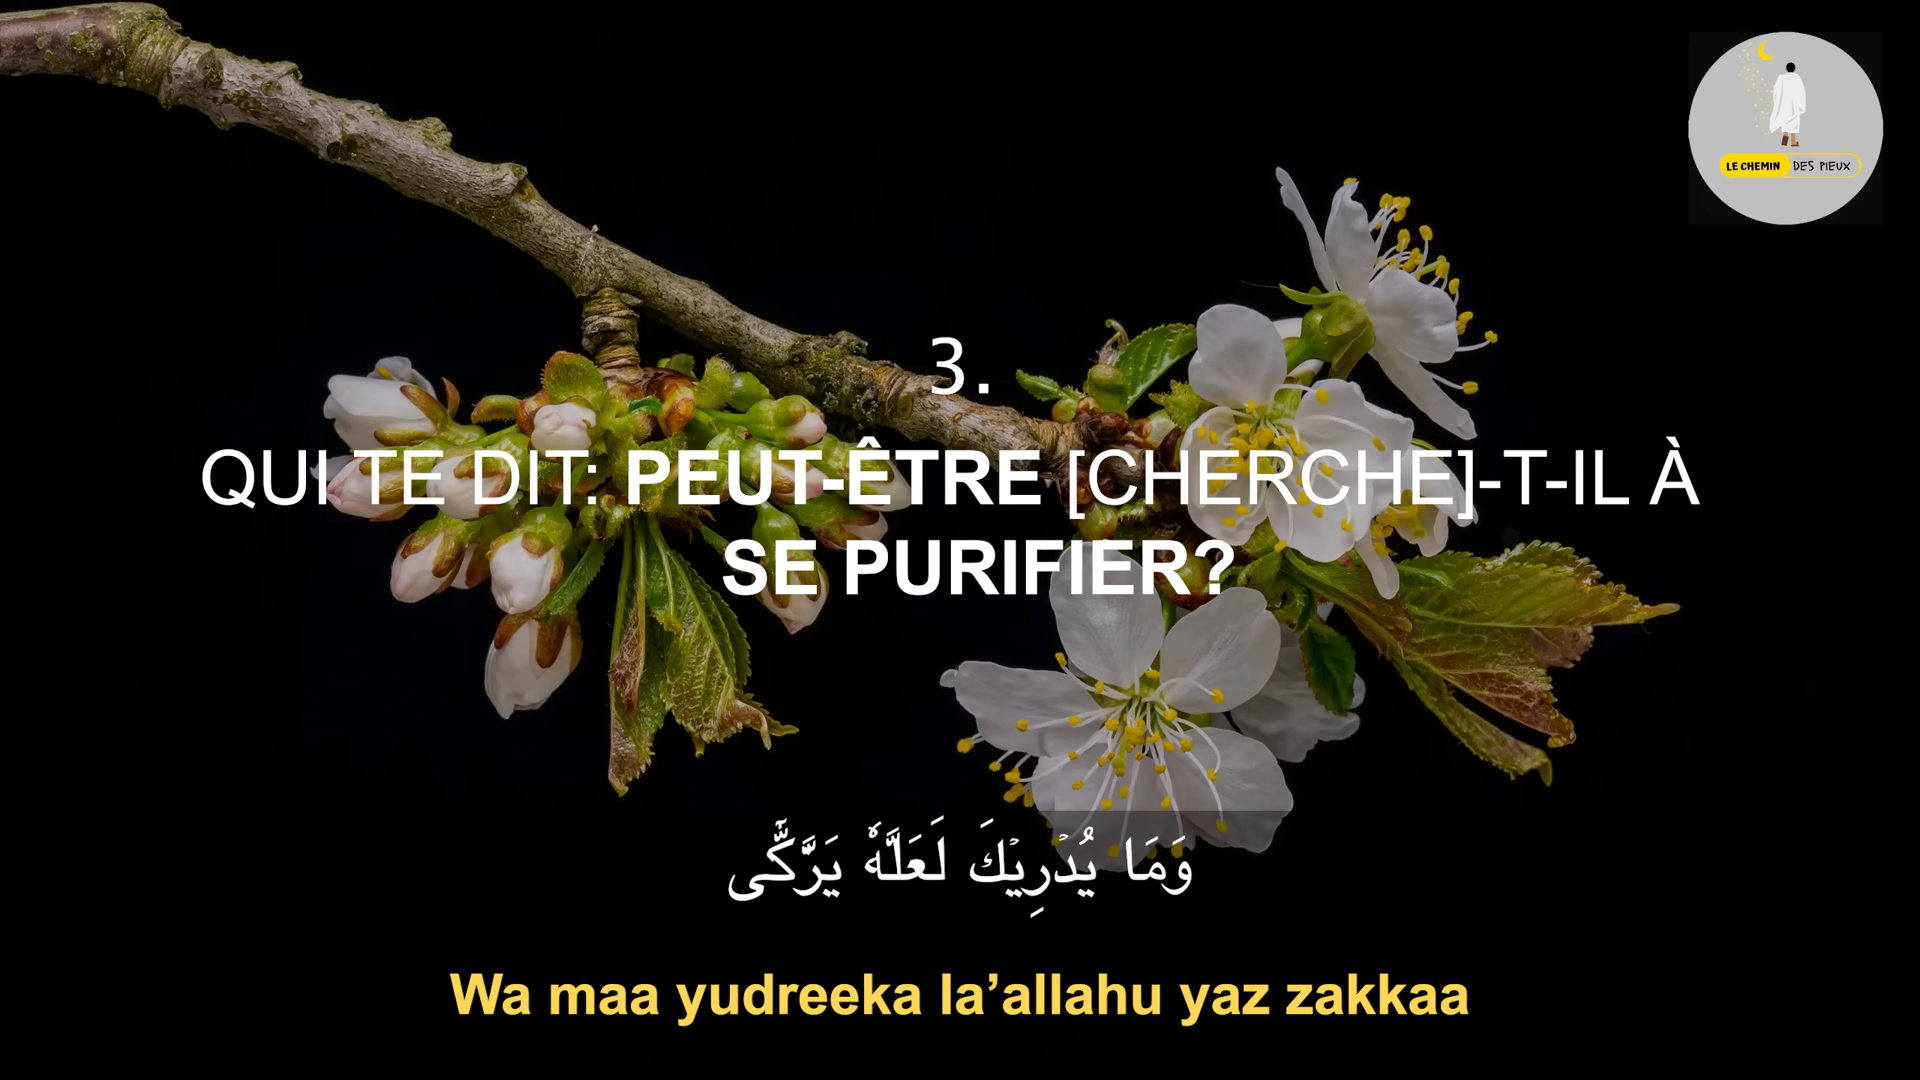 LE CHEMIN DES PIEUX
3.
QUI TE DIT: PEUT-ÊTRE [CHERCHE]-T-IL À
SE PURIFIER?
وَمَا يُدْرِيْكَ لَعَلَّهٗ يَزَّكّٰٓى
Wa maa yudreeka la’allahu yaz zakkaa